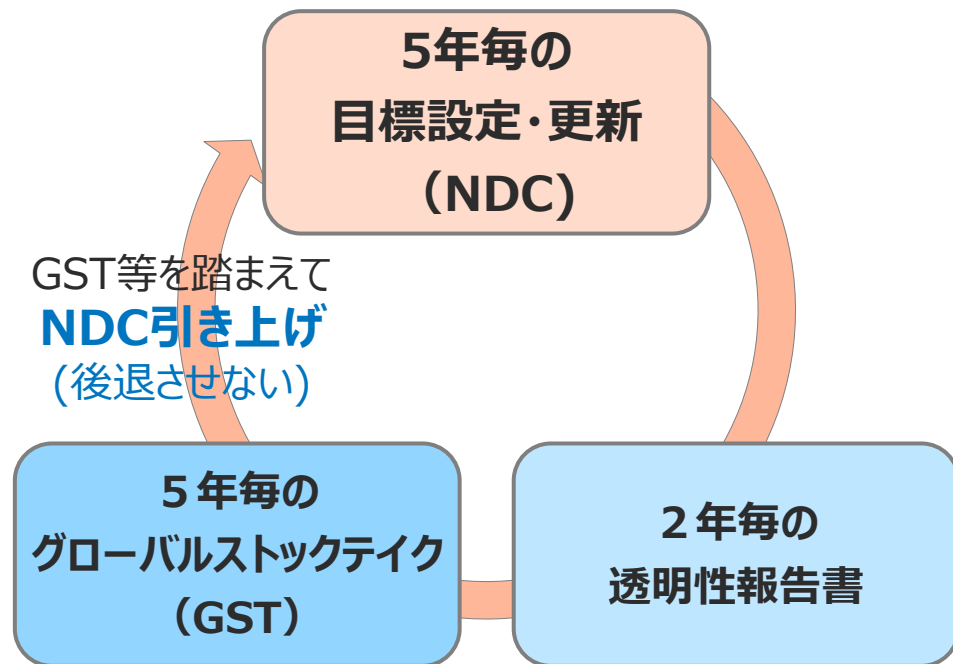 5年毎の
目標設定・更新
（NDC)
GST等を踏まえて
NDC引き上げ
(後退させない)
５年毎の
グローバルストックテイク
（GST）
２年毎の
透明性報告書